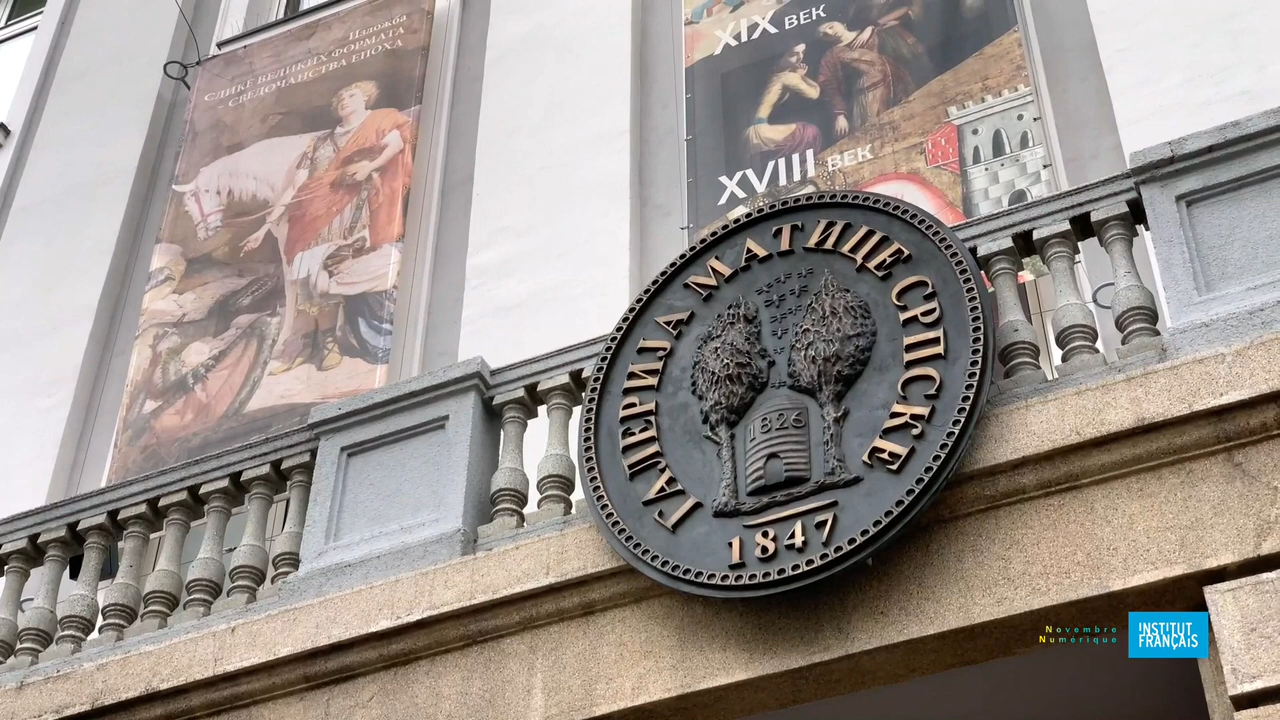 Изложба
СЛИКЕ ВЕЛИКИХ ФОРМАТА
– СВЕДОЧАНСТВА ЕПОХА
XIX ВЕК
XVIII ВЕК
ГАЛЕРИЈА МАТИЦЕ СРПСКЕ
1826
1847
Novembre
Numérique
INSTITUT
FRANÇAIS